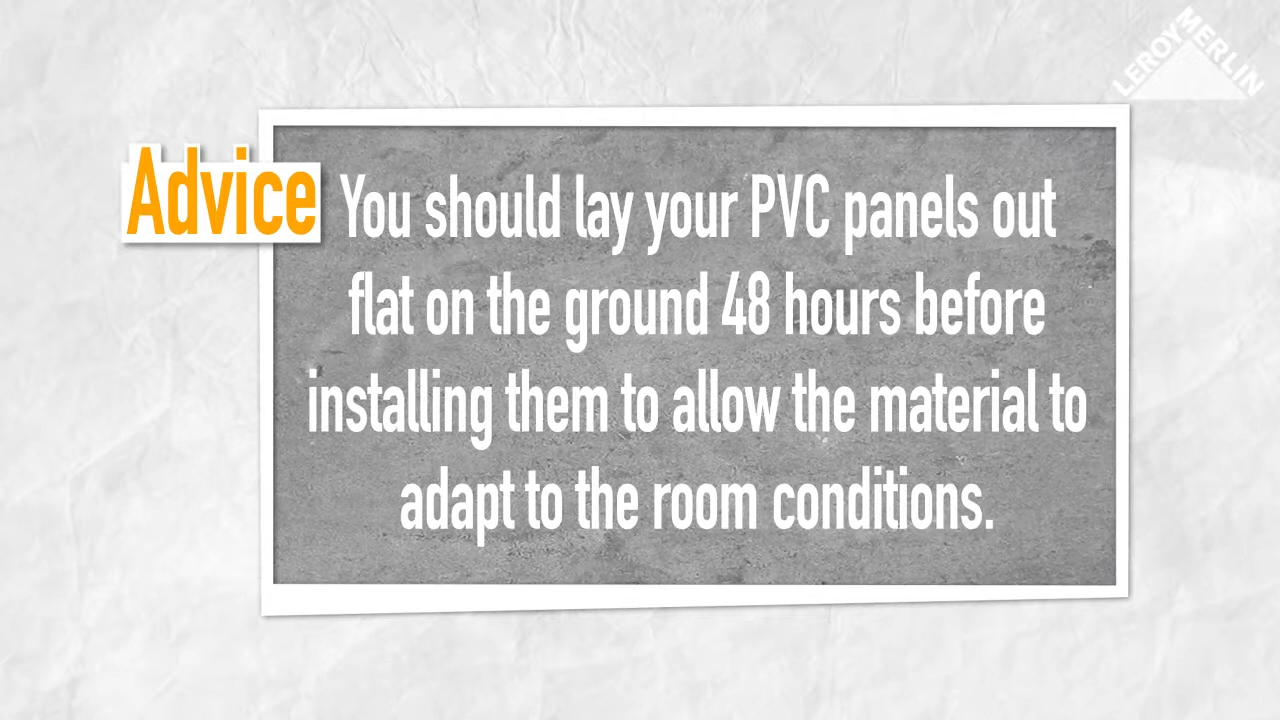 LEROY MERLIN
Advice
You should lay your PVC panels out
flat on the ground 48 hours before
installing them to allow the material to
adapt to the room conditions.